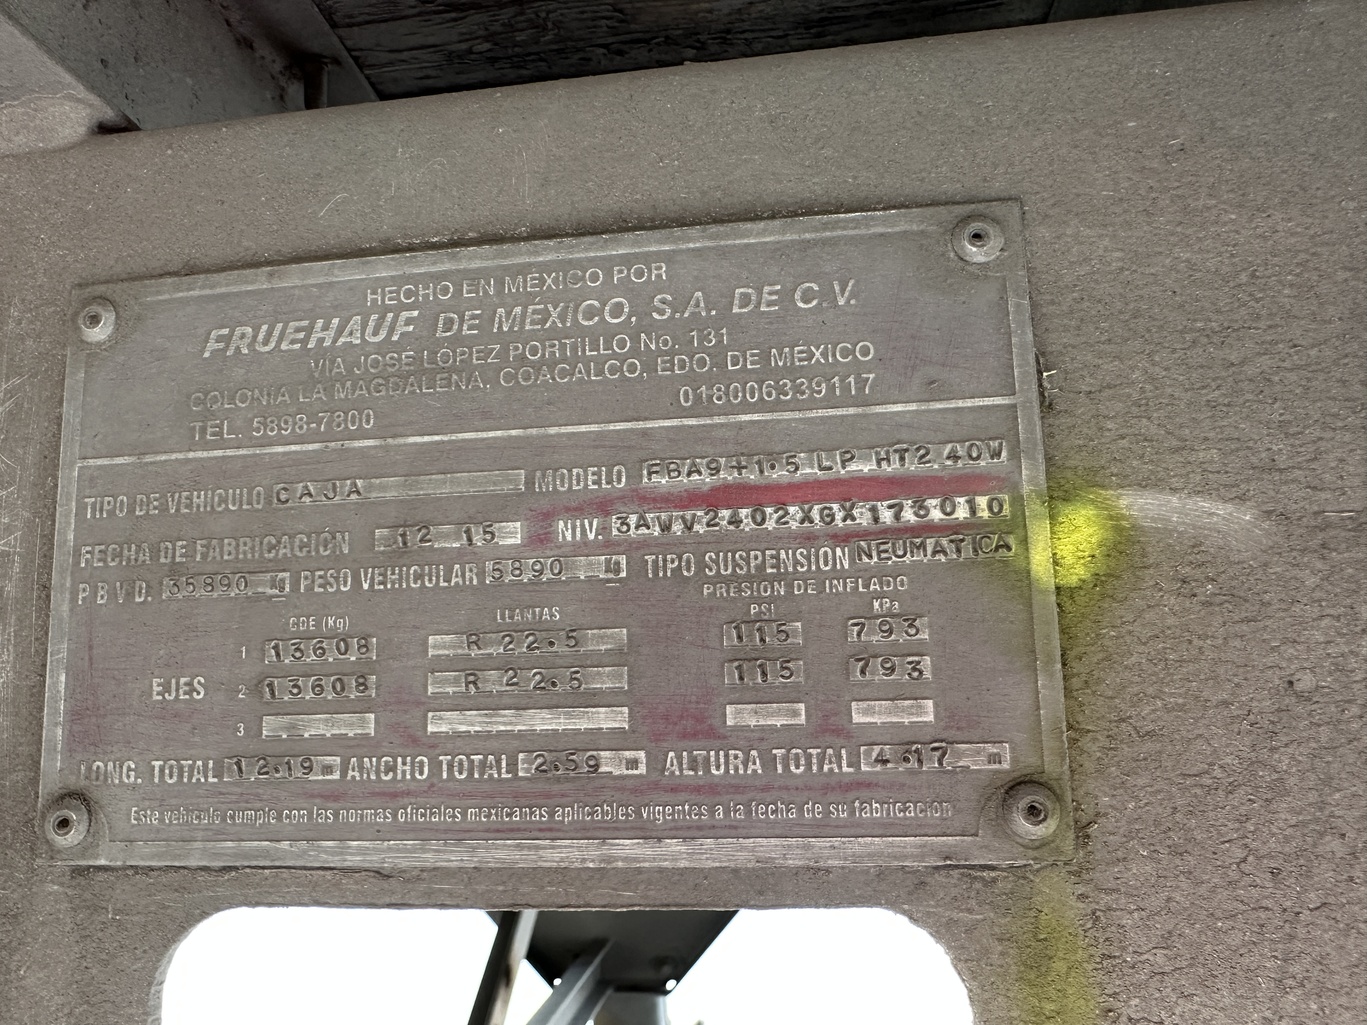 HECHO EN MÉXICO POR
FRUEHAUF DE MÉXICO, S.A. DE C.V.
VÍA JOSÉ LÓPEZ PORTILLO No. 131
COLONIA LA MAGDALENA, COACALCO, EDO. DE MÉXICO
TEL. 5898-7800 018006339117
TIPO DE VEHÍCULO CAJA MODELO FBA9+1.5 LP HT2 40W
FECHA DE FABRICACIÓN 12 15 NIV. 3AWV2402XGX173010
P B V D. 35890 kg PESO VEHICULAR 6890 kg TIPO SUSPENSIÓN NEUMATICA
PRESION DE INFLADO
CDE (Kg) LLANTAS PSI KPa
1 13608 R 22.5 115 793
EJES 2 13608 R 22.5 115 793
3
LONG. TOTAL 12.19 m ANCHO TOTAL 2.59 m ALTURA TOTAL 4.17 m
Este vehículo cumple con las normas oficiales mexicanas aplicables vigentes a la fecha de su fabricación